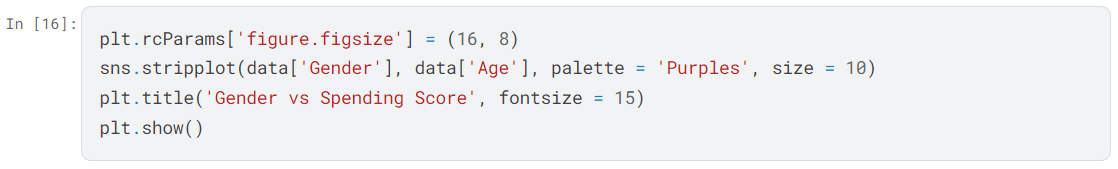 In [16]:
plt.rcParams['figure.figsize'] = (16, 8)
sns.stripplot(data['Gender'], data['Age'], palette = 'Purples', size = 10)
plt.title('Gender vs Spending Score', fontsize = 15)
plt.show()